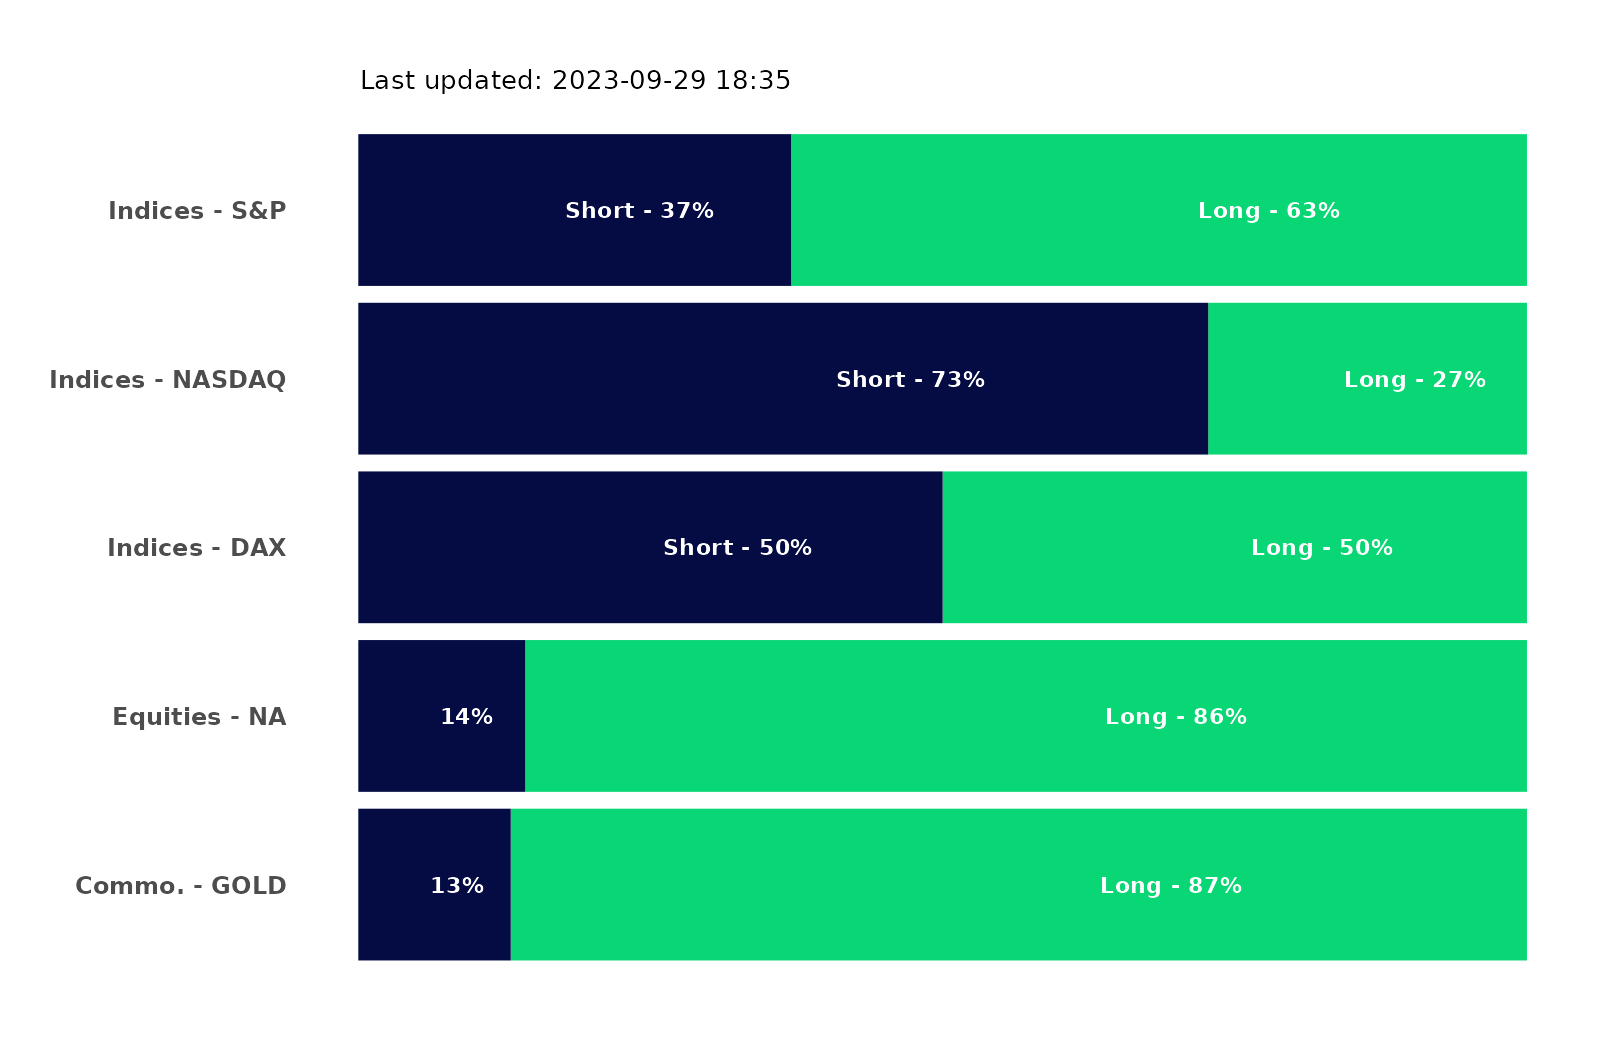 Last updated: 2023-09-29 18:35
Indices - S&P Short - 37% Long - 63%
Indices - NASDAQ Short - 73% Long - 27%
Indices - DAX Short - 50% Long - 50%
Equities - NA 14% Long - 86%
Commo. - GOLD 13% Long - 87%